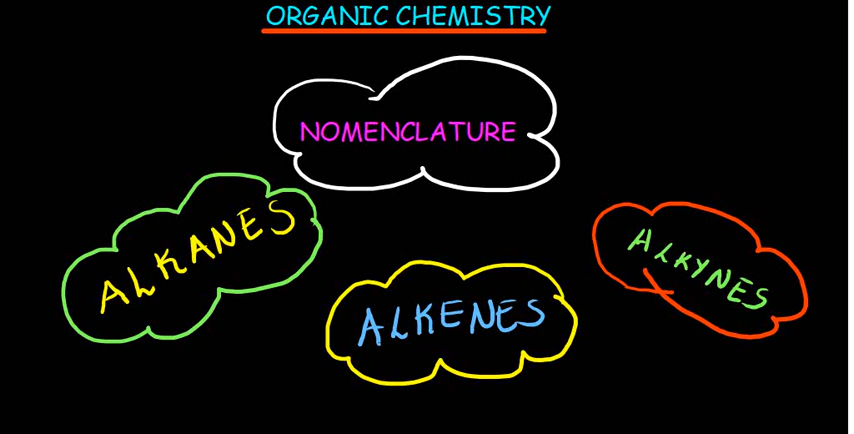 ORGANIC CHEMISTRY
NOMENCLATURE
ALKANES
ALKENES
ALKYNES